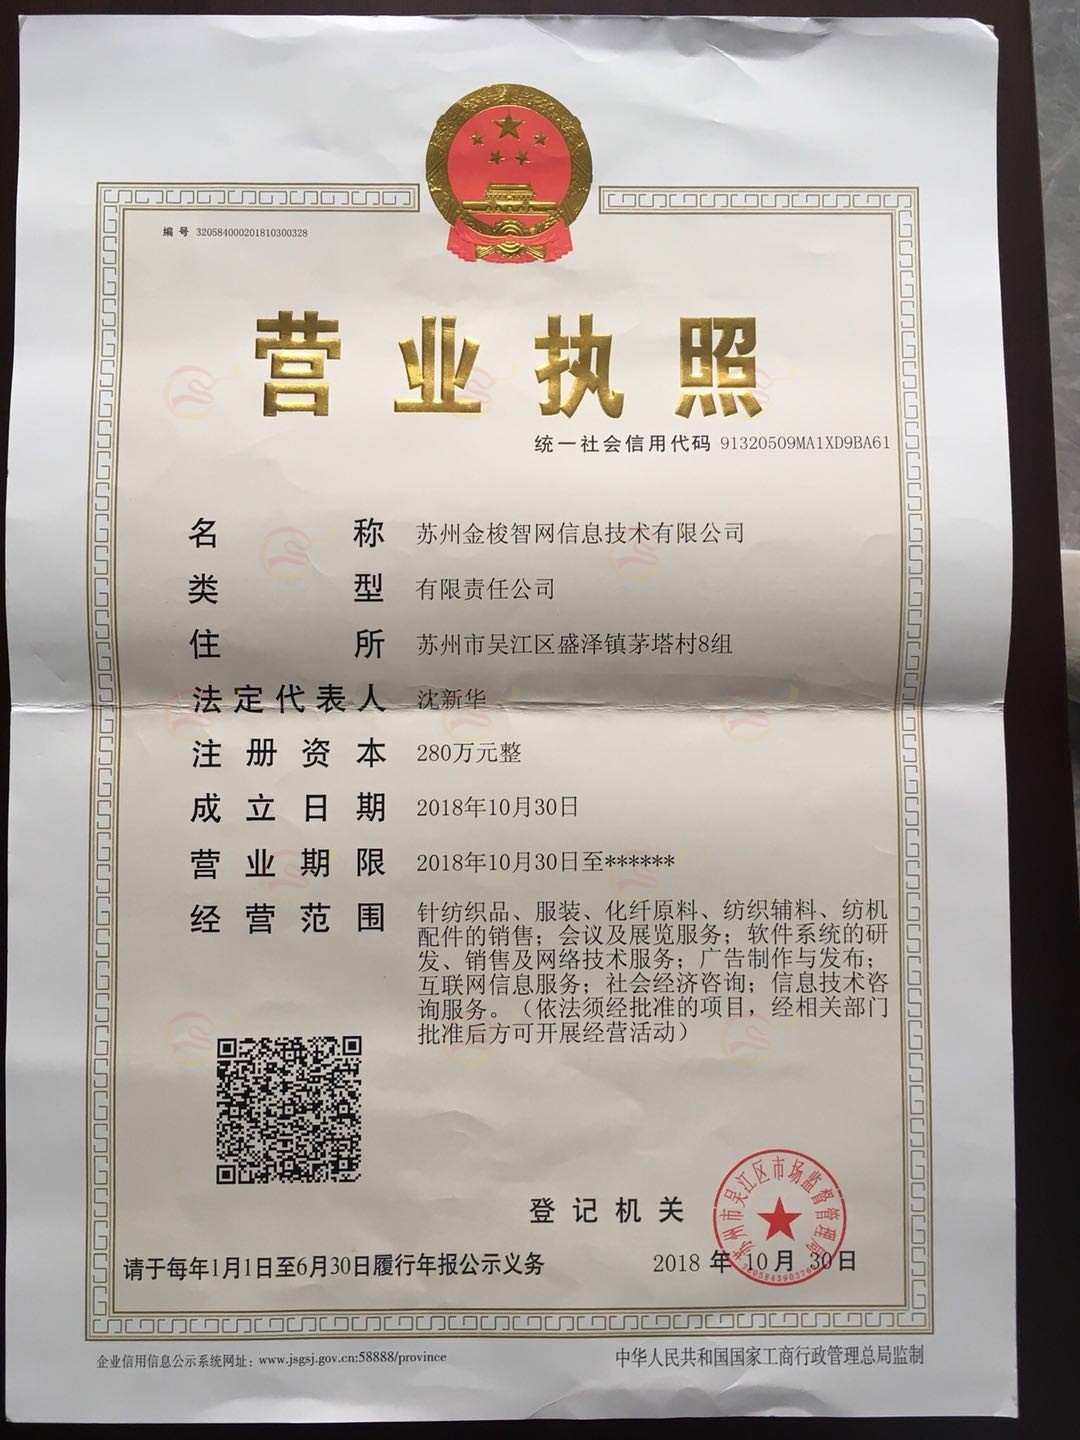 编号 320584000201810300328
营业执照
统一社会信用代码 91320509MA1XD9BA61
名称 苏州金梭智网信息技术有限公司
类型 有限责任公司
住所 苏州市吴江区盛泽镇茅塔村8组
法定代表人 沈新华
注册资本 280万元整
成立日期 2018年10月30日
营业期限 2018年10月30日至******
经营范围 针纺织品、服装、化纤原料、纺织辅料、纺机
配件的销售；会议及展览服务；软件系统的研
发、销售及网络技术服务；广告制作与发布；
互联网信息服务；社会经济咨询；信息技术咨
询服务。（依法须经批准的项目，经相关部门
批准后方可开展经营活动）
登记机关
苏州市吴江区市场监督管理局
2018 年 10 月 30 日
请于每年1月1日至6月30日履行年报公示义务
企业信用信息公示系统网址：www.jsgsj.gov.cn:58888/province
中华人民共和国国家工商行政管理总局监制